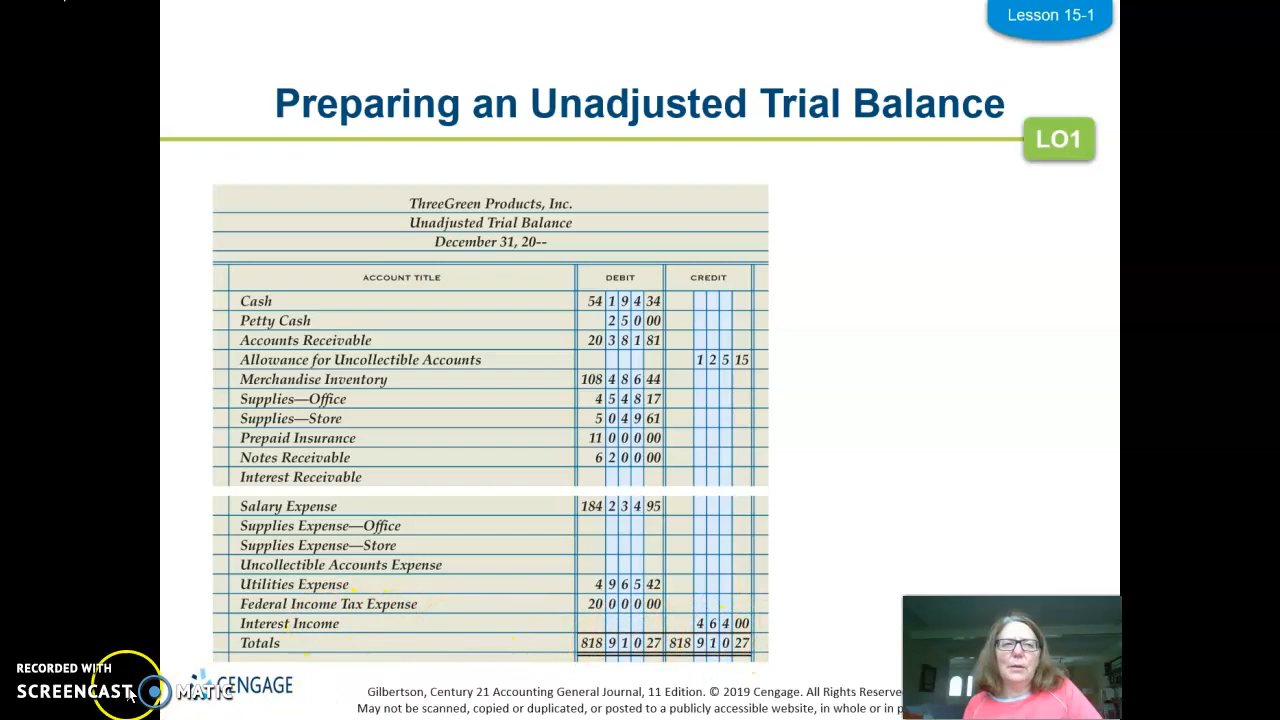 Lesson 15-1
Preparing an Unadjusted Trial Balance
LO1
ThreeGreen Products, Inc.
Unadjusted Trial Balance
December 31, 20--
ACCOUNT TITLE DEBIT CREDIT
Cash 54 1 9 4 34
Petty Cash 2 5 0 00
Accounts Receivable 20 3 8 1 81
Allowance for Uncollectible Accounts 1 2 5 15
Merchandise Inventory 108 4 8 6 44
Supplies—Office 4 5 4 8 17
Supplies—Store 5 0 4 9 61
Prepaid Insurance 11 0 0 0 00
Notes Receivable 6 2 0 0 00
Interest Receivable
Salary Expense 184 2 3 4 95
Supplies Expense—Office
Supplies Expense—Store
Uncollectible Accounts Expense
Utilities Expense 4 9 6 5 42
Federal Income Tax Expense 20 0 0 0 00
Interest Income 4 6 4 00
Totals 818 9 1 0 27 818 9 1 0 27
RECORDED WITH
SCREENCAST MATIC
CENGAGE
Gilbertson, Century 21 Accounting General Journal, 11 Edition. © 2019 Cengage. All Rights Reserve
May not be scanned, copied or duplicated, or posted to a publicly accessible website, in whole or in p